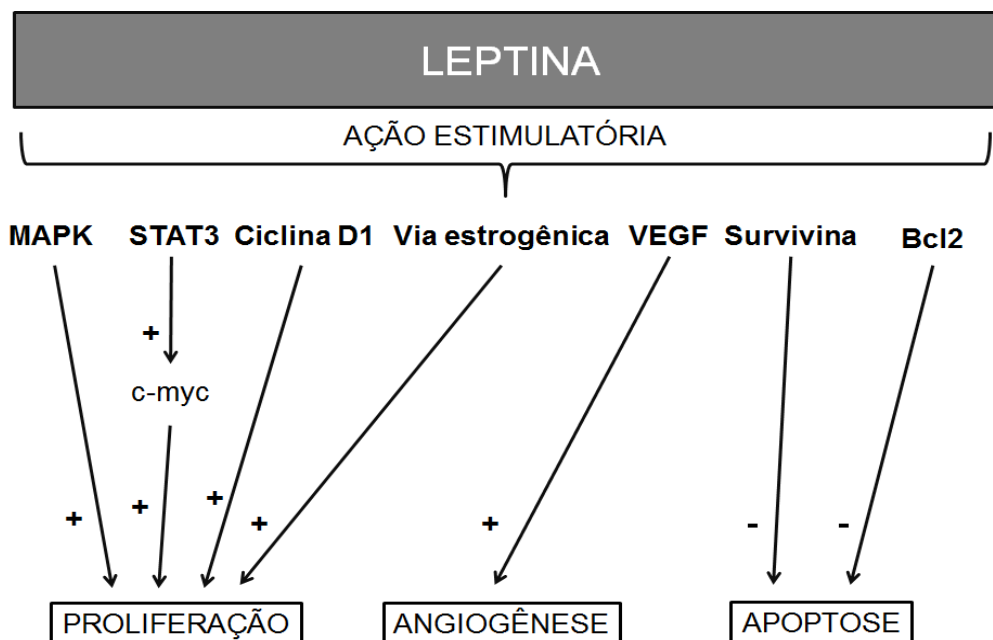 LEPTINA
AÇÃO ESTIMULATÓRIA
MAPK STAT3 Ciclina D1 Via estrogênica VEGF Survivina Bcl2
+
c-myc
+ + + + + - -
PROLIFERAÇÃO ANGIOGÊNESE APOPTOSE